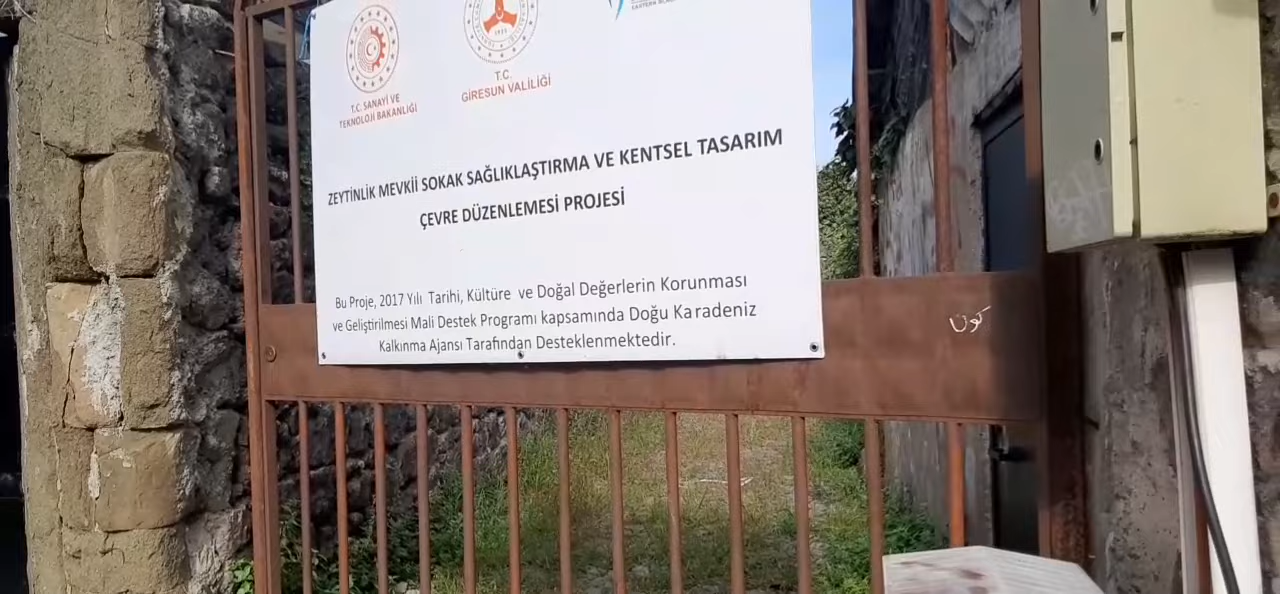 T.C. SANAYİ VE
TEKNOLOJİ BAKANLIĞI
T.C.
GİRESUN VALİLİĞİ
ZEYTİNLİK MEVKİİ SOKAK SAĞLIKLAŞTIRMA VE KENTSEL TASARIM
ÇEVRE DÜZENLEMESİ PROJESİ
Bu Proje, 2017 Yılı Tarihi, Kültüre ve Doğal Değerlerin Korunması
ve Geliştirilmesi Mali Destek Programı kapsamında Doğu Karadeniz
Kalkınma Ajansı Tarafından Desteklenmektedir.